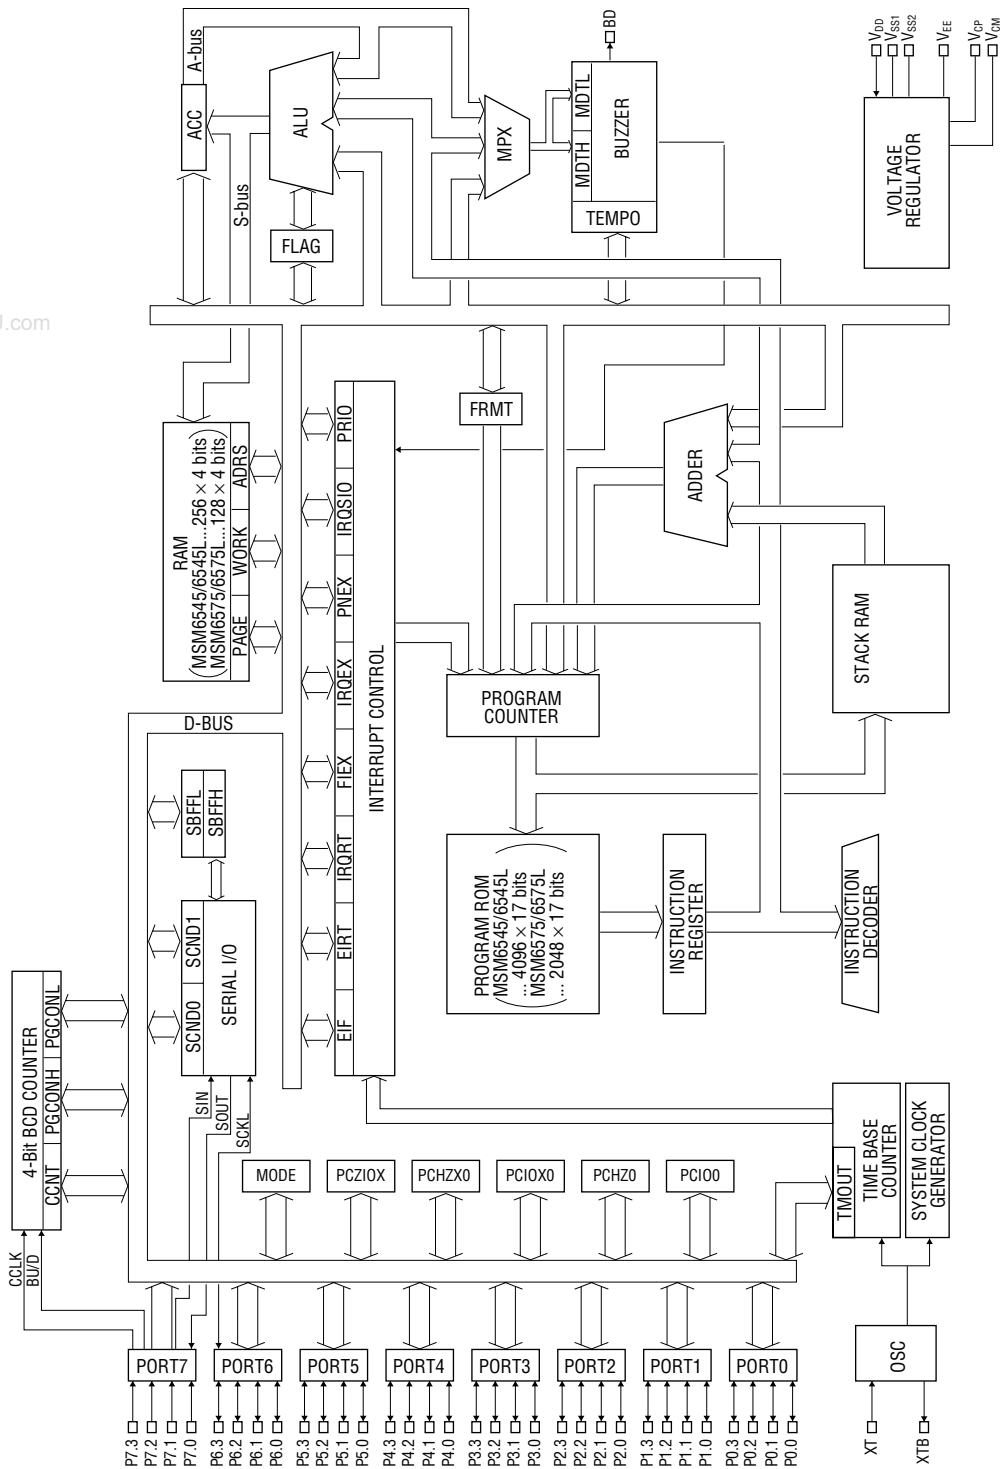 A-bus
ACC
S-bus
ALU
FLAG
MPX
BD
MDTH
MDTL
BUZZER
TEMPO
V_DD
V_SS1
V_SS2
V_EE
V_CP
V_CM
VOLTAGE
REGULATOR
J.com
RAM
(MSM6545/6545L...256 × 4 bits
MSM6575/6575L...128 × 4 bits)
PAGE
WORK
ADRS
FRMT
ADDER
D-BUS
EIF
EIRT
IRQRT
FIEX
IRQEX
PNEX
IRQSIO
PRIO
INTERRUPT CONTROL
PROGRAM
COUNTER
STACK RAM
SBFFL
SBFFH
SCND0
SCND1
SERIAL I/O
PROGRAM ROM
(MSM6545/6545L
... 4096 × 17 bits
MSM6575/6575L
... 2048 × 17 bits)
INSTRUCTION
REGISTER
INSTRUCTION
DECODER
4-Bit BCD COUNTER
CCNT
PGCONH
PGCONL
SIN
SOUT
SCKL
CCLK
BU/D
MODE
PCZIOX
PCHZX0
PCIOX0
PCHZ0
PCIO0
TMOUT
TIME BASE
COUNTER
SYSTEM CLOCK
GENERATOR
PORT7
PORT6
PORT5
PORT4
PORT3
PORT2
PORT1
PORT0
OSC
P7.3
P7.2
P7.1
P7.0
P6.3
P6.2
P6.1
P6.0
P5.3
P5.2
P5.1
P5.0
P4.3
P4.2
P4.1
P4.0
P3.3
P3.2
P3.1
P3.0
P2.3
P2.2
P2.1
P2.0
P1.3
P1.2
P1.1
P1.0
P0.3
P0.2
P0.1
P0.0
XT
XTB